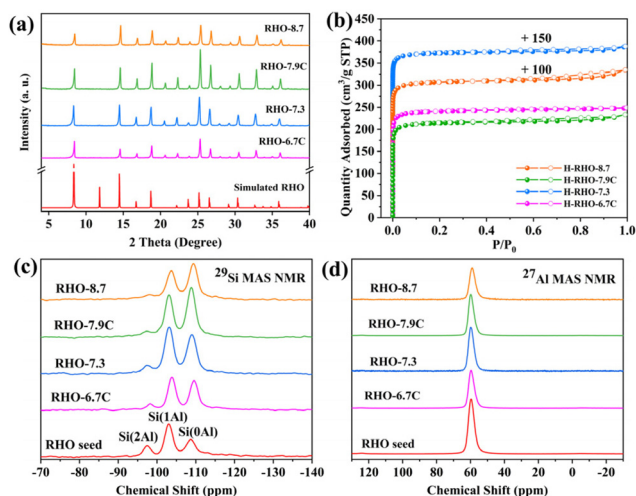 (a)
RHO-8.7
RHO-7.9C
RHO-7.3
RHO-6.7C
Simulated RHO
Intensity (a. u.)
5 10 15 20 25 30 35 40
2 Theta (Degree)
(b)
+ 150
+ 100
H-RHO-8.7
H-RHO-7.9C
H-RHO-7.3
H-RHO-6.7C
Quantity Adsorbed (cm³/g STP)
450
400
350
300
250
200
150
100
50
0
0.0 0.2 0.4 0.6 0.8 1.0
P/P₀
(c)
²⁹Si MAS NMR
RHO-8.7
RHO-7.9C
RHO-7.3
RHO-6.7C
Si(1Al)
Si(2Al)
Si(0Al)
RHO seed
-70 -80 -90 -100 -110 -120 -130 -140
Chemical Shift (ppm)
(d)
²⁷Al MAS NMR
RHO-8.7
RHO-7.9C
RHO-7.3
RHO-6.7C
RHO seed
120 100 80 60 40 20 0 -20
Chemical Shift (ppm)